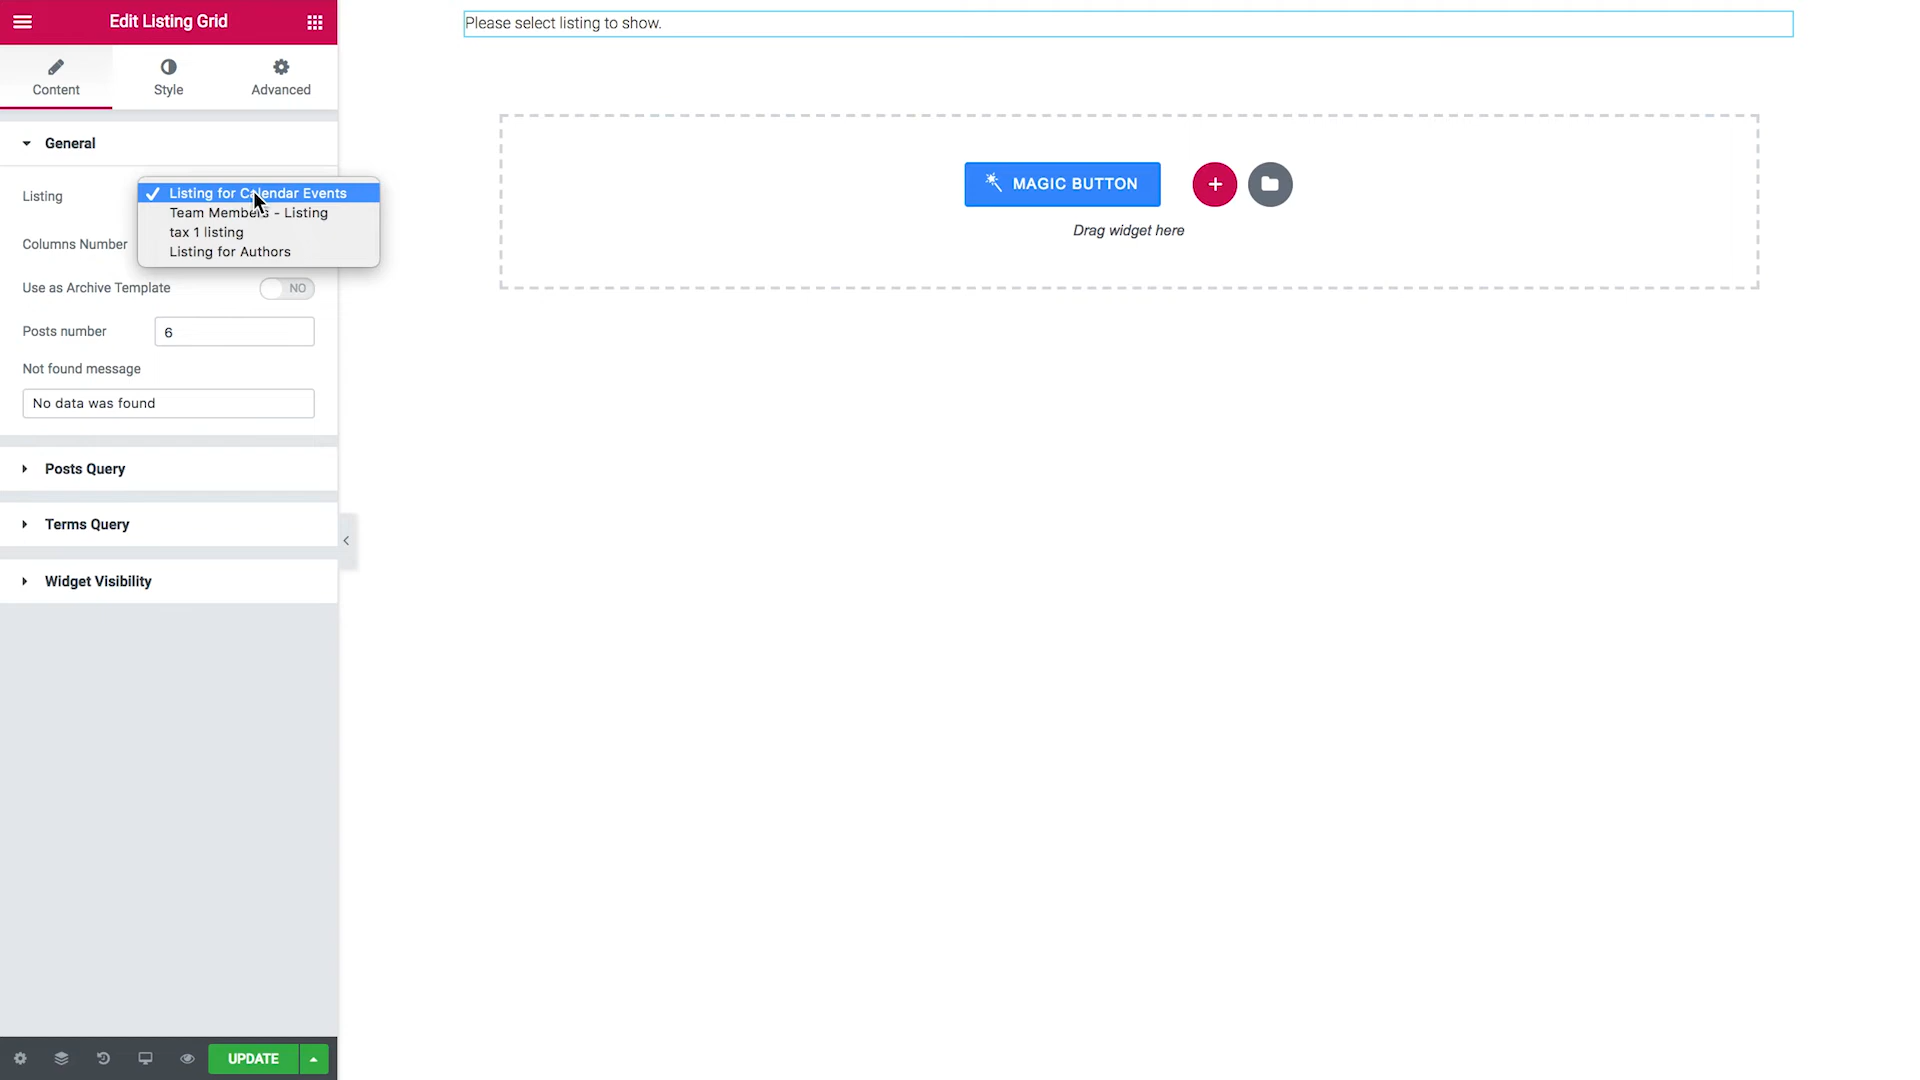 Edit Listing Grid
Content
Style
Advanced
General
Listing
Listing for Calendar Events
Team Members - Listing
tax 1 listing
Listing for Authors
Columns Number
Use as Archive Template
NO
Posts number
6
Not found message
No data was found
Posts Query
Terms Query
Widget Visibility
UPDATE
Please select listing to show.
MAGIC BUTTON
Drag widget here